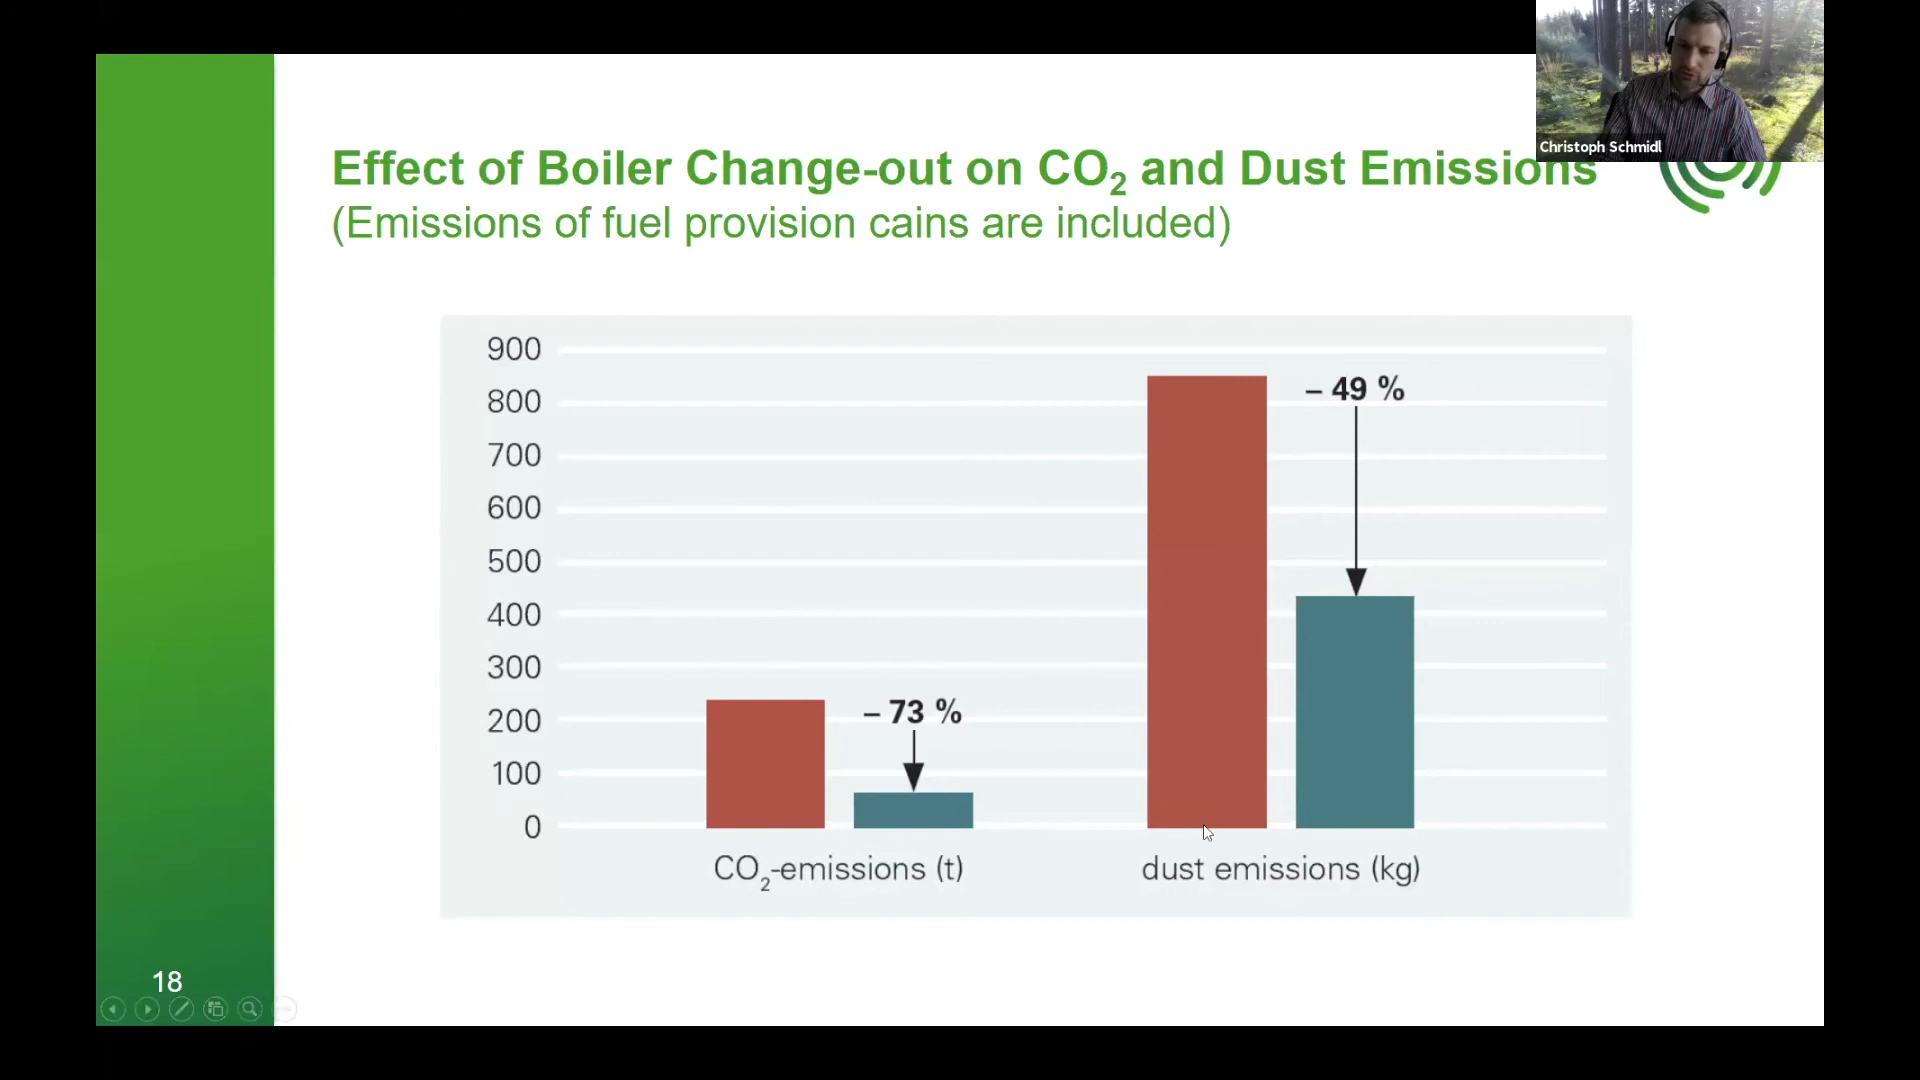 Christoph Schmidl
Effect of Boiler Change-out on CO₂ and Dust Emissions
(Emissions of fuel provision cains are included)
900
800
700
600
500
400
300
200
100
0
– 73 %
– 49 %
CO₂-emissions (t)
dust emissions (kg)
18